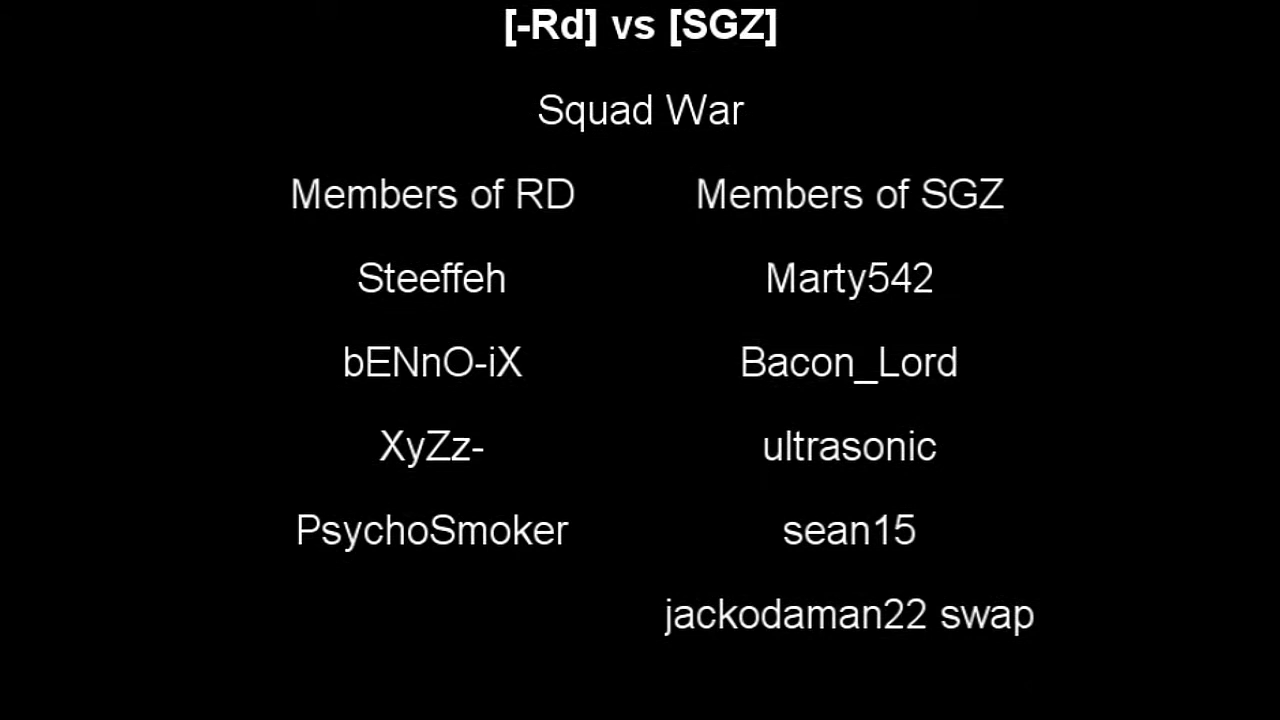 [-Rd] vs [SGZ]
Squad War
Members of RD Members of SGZ
Steeffeh Marty542
bENnO-iX Bacon_Lord
XyZz- ultrasonic
PsychoSmoker sean15
jackodaman22 swap